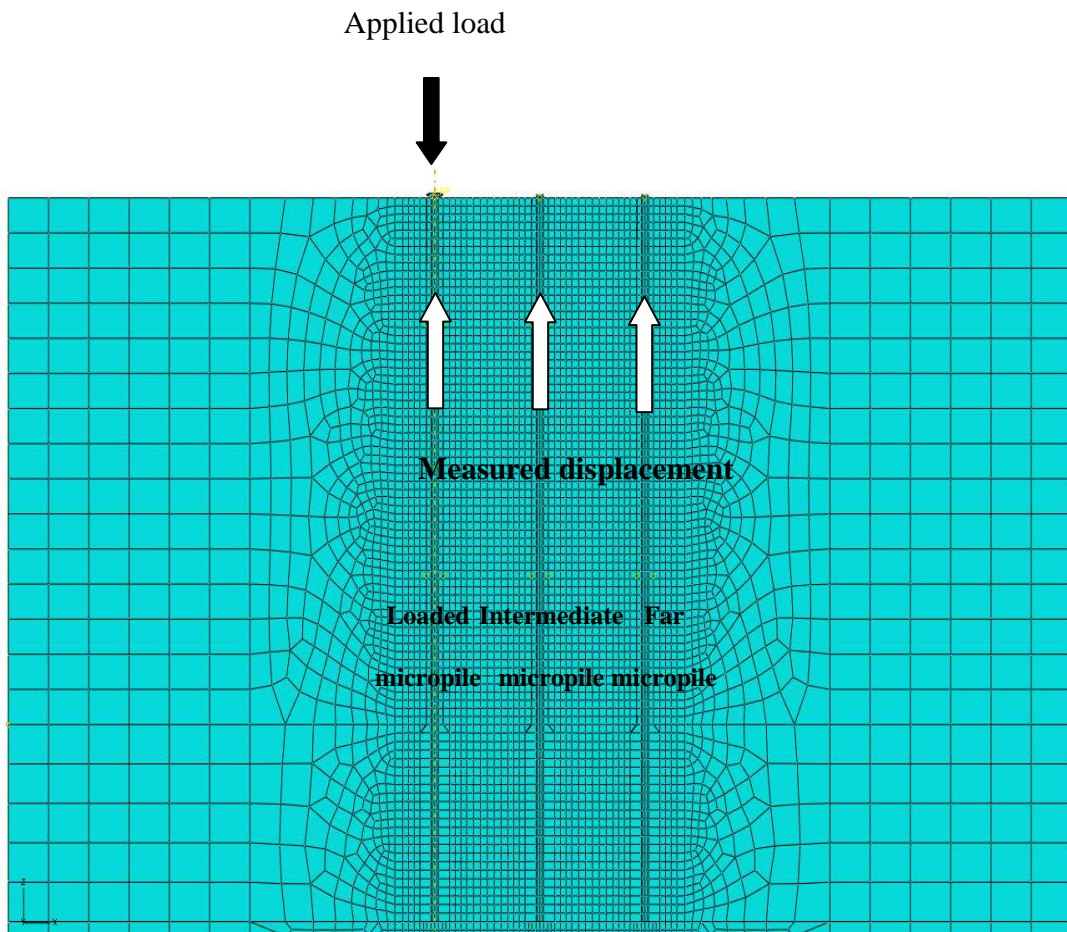 Applied load
Measured displacement
Loaded Intermediate Far
micropile micropile micropile